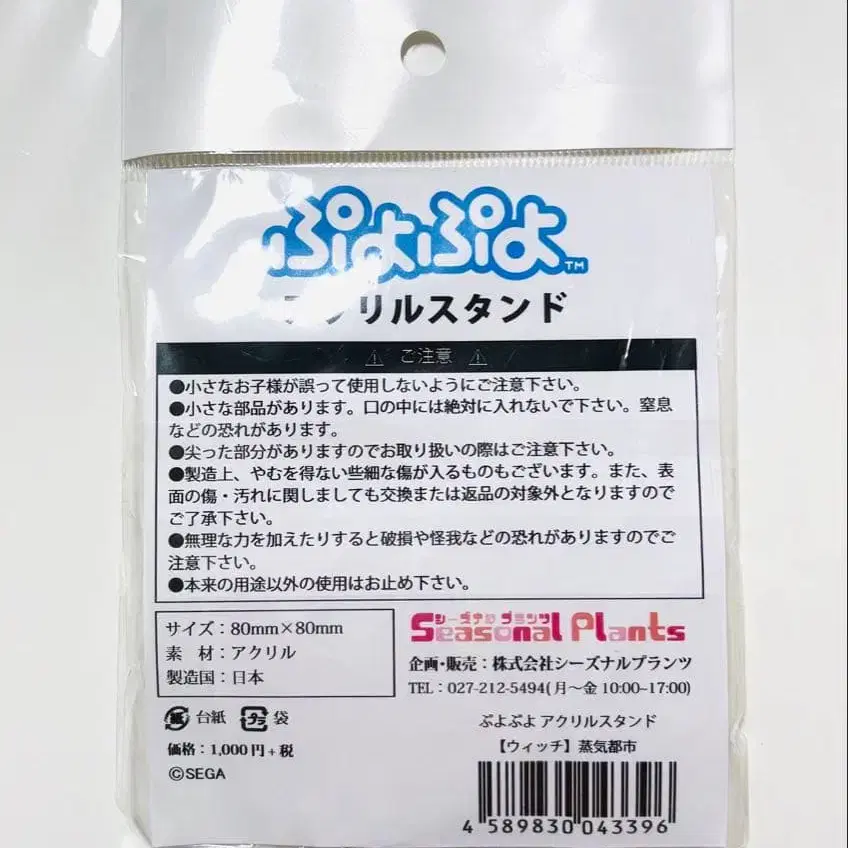 ぷよぷよ™
アクリルスタンド
⚠ ご注意 ⚠
●小さなお子様が誤って使用しないようにご注意下さい。
●小さな部品があります。口の中には絶対に入れないで下さい。窒息
などの恐れがあります。
●尖った部分がありますのでお取り扱いの際はご注意下さい。
●製造上、やむを得ない些細な傷が入るものもございます。また、表
面の傷・汚れに関しましても交換または返品の対象外となりますので
ご了承下さい。
●無理な力を加えたりすると破損や怪我などの恐れがありますのでご
注意下さい。
●本来の用途以外の使用はお止め下さい。
サイズ：80mm×80mm
素　材：アクリル
製造国：日本
紙 台紙 プラ 袋
価格：1,000円+税
©SEGA
シーズナル プランツ
Seasonal Plants
企画・販売：株式会社シーズナルプランツ
TEL：027-212-5494(月〜金 10:00~17:00)
ぷよぷよ アクリルスタンド
【ウィッチ】蒸気都市
4 589830 043396